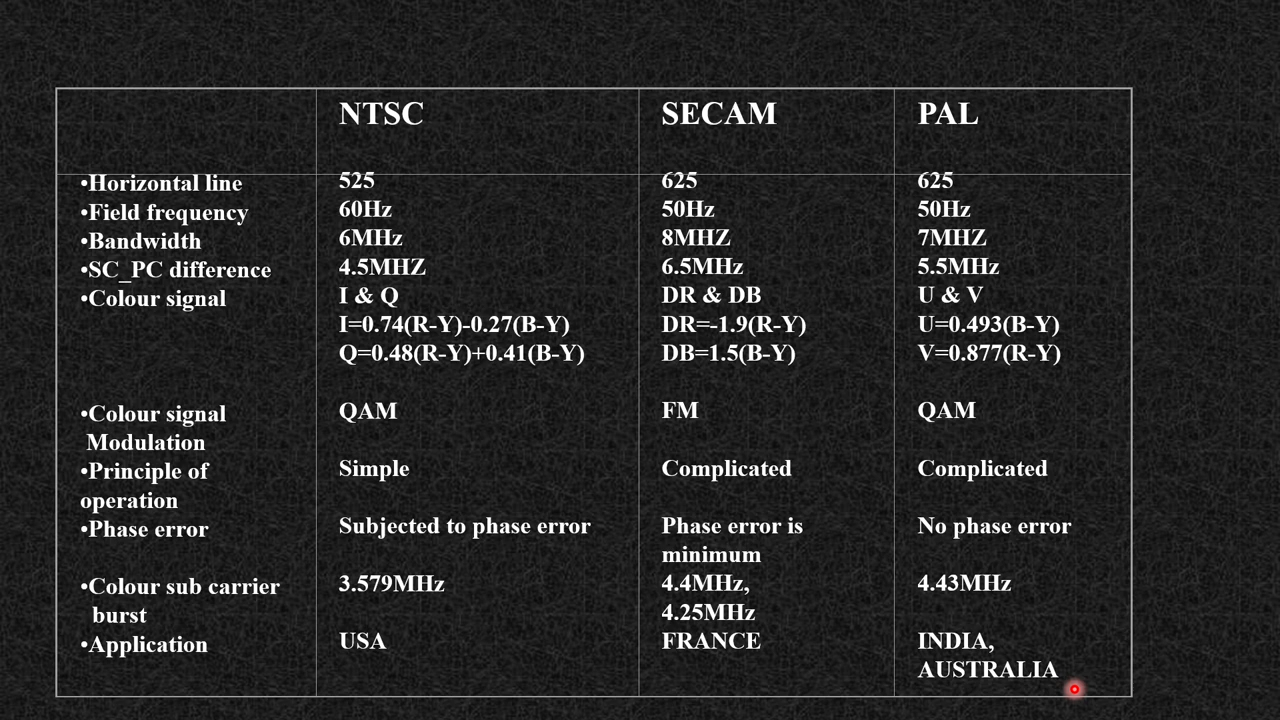 NTSC SECAM PAL
•Horizontal line 525 625 625
•Field frequency 60Hz 50Hz 50Hz
•Bandwidth 6MHz 8MHZ 7MHZ
•SC_PC difference 4.5MHZ 6.5MHz 5.5MHz
•Colour signal I & Q DR & DB U & V
I=0.74(R-Y)-0.27(B-Y) DR=-1.9(R-Y) U=0.493(B-Y)
Q=0.48(R-Y)+0.41(B-Y) DB=1.5(B-Y) V=0.877(R-Y)
•Colour signal QAM FM QAM
Modulation
•Principle of Simple Complicated Complicated
operation
•Phase error Subjected to phase error Phase error is No phase error
minimum
•Colour sub carrier 3.579MHz 4.4MHz, 4.43MHz
burst 4.25MHz
•Application USA FRANCE INDIA,
AUSTRALIA